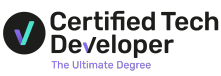 Certified Tech
Developer
The Ultimate Degree